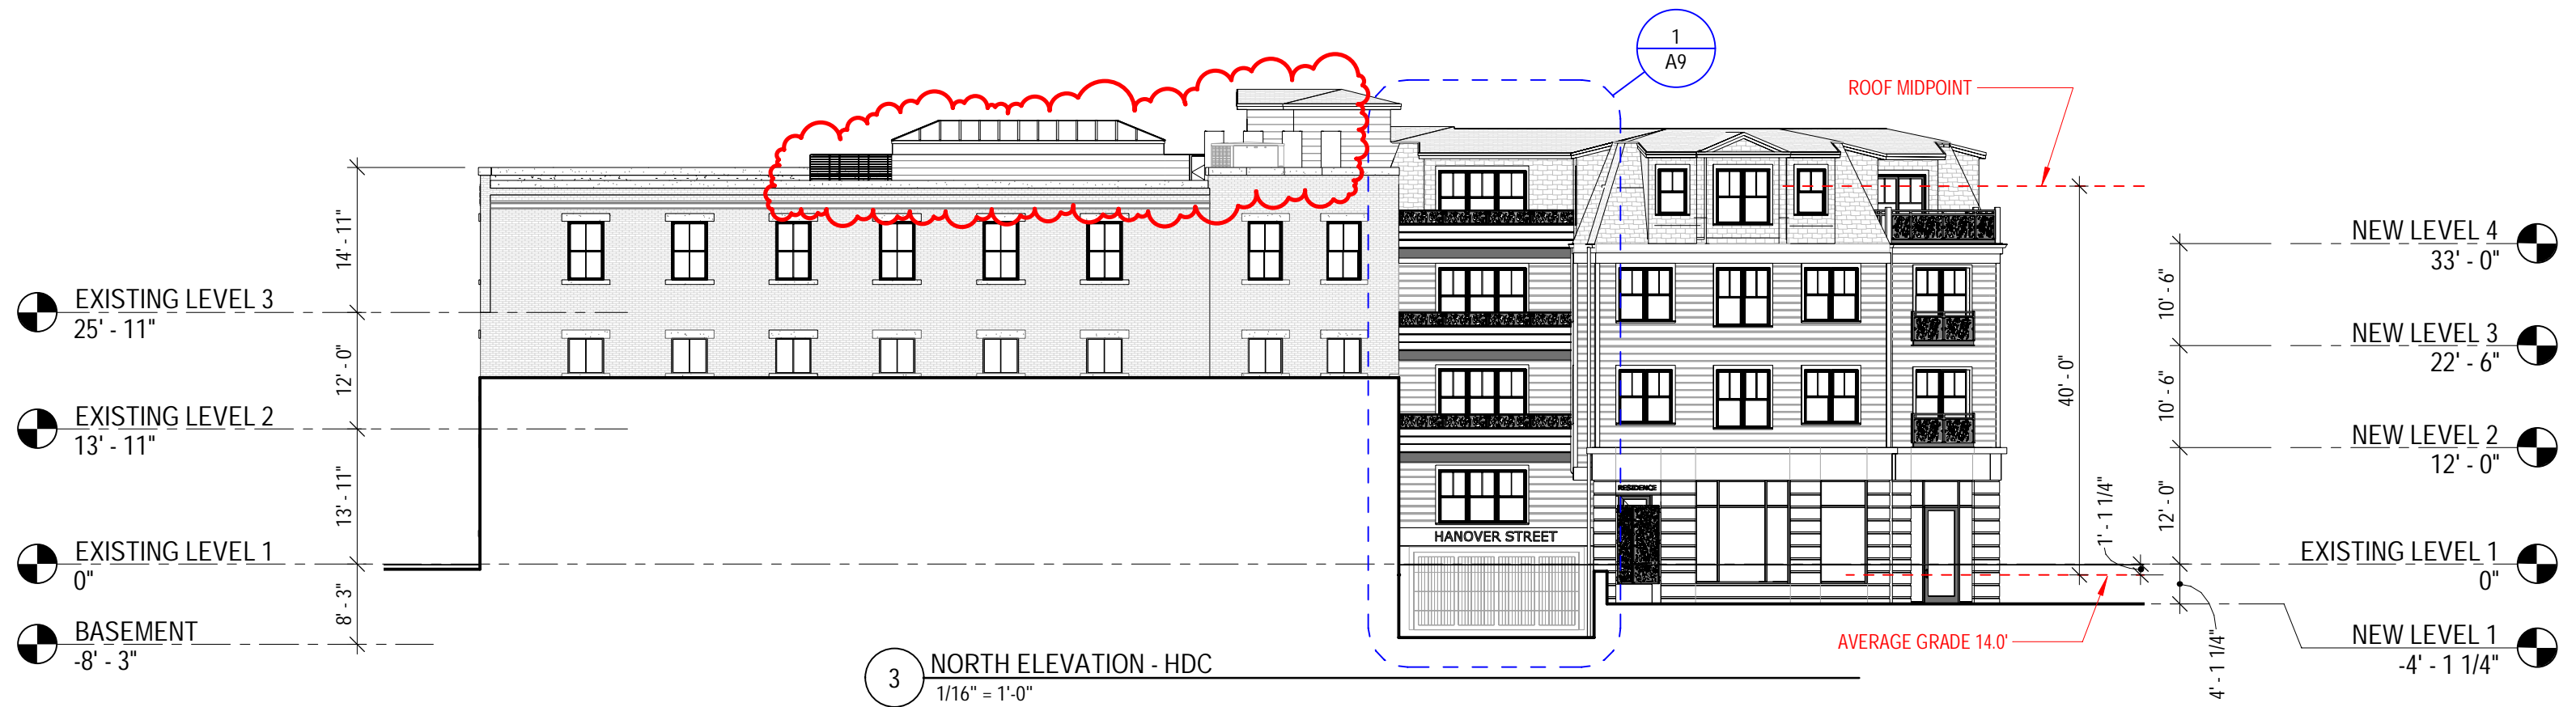 1
A9
ROOF MIDPOINT
14' - 11"
12' - 0"
13' - 11"
8' - 3"
EXISTING LEVEL 3
25' - 11"
EXISTING LEVEL 2
13' - 11"
EXISTING LEVEL 1
0"
BASEMENT
-8' - 3"
RESIDENCE
HANOVER STREET
40' - 0"
1' - 1 1/4"
10' - 6"
10' - 6"
12' - 0"
4' - 1 1/4"
NEW LEVEL 4
33' - 0"
NEW LEVEL 3
22' - 6"
NEW LEVEL 2
12' - 0"
EXISTING LEVEL 1
0"
NEW LEVEL 1
-4' - 1 1/4"
AVERAGE GRADE 14.0'
3
NORTH ELEVATION - HDC
1/16" = 1'-0"